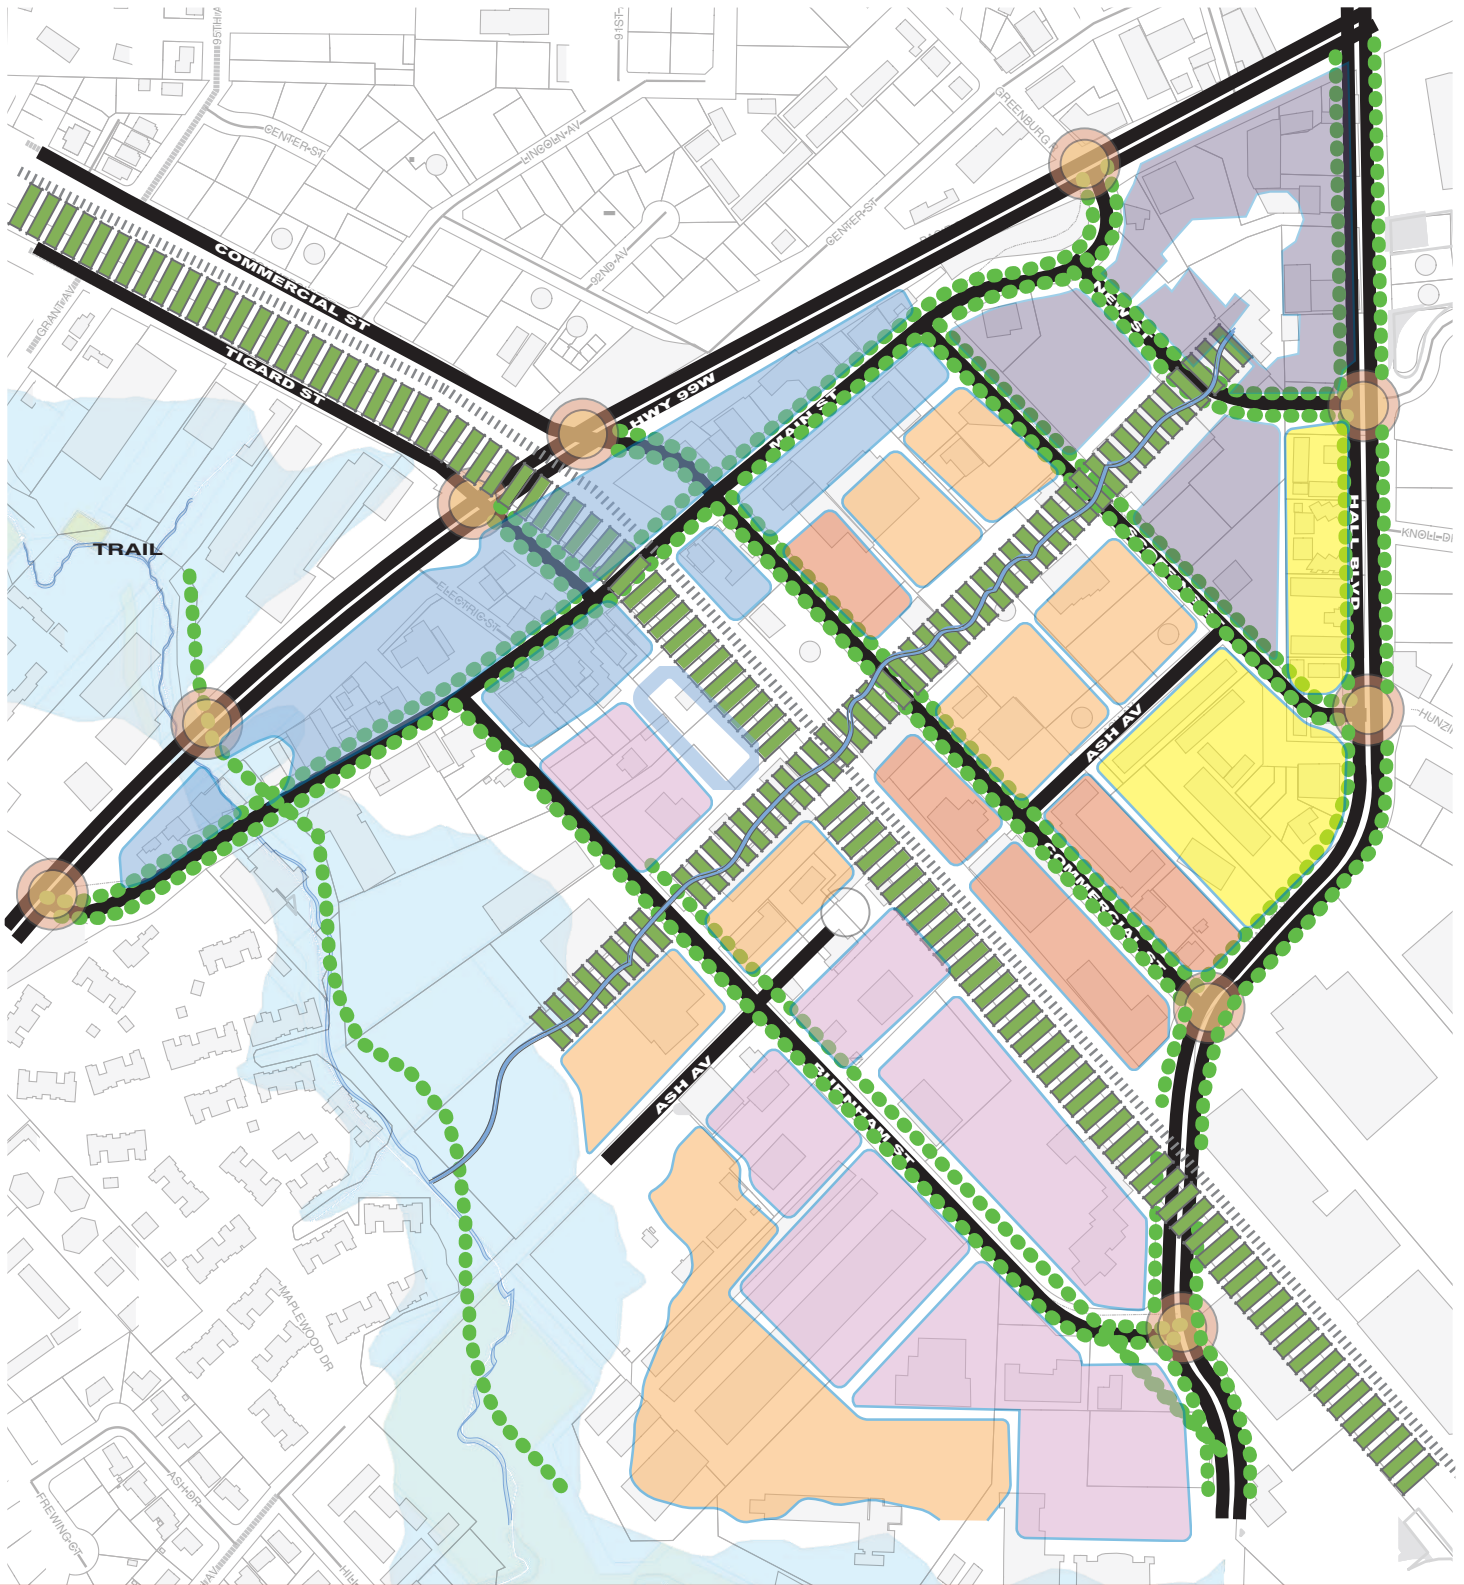 95TH A
91ST
CENTER ST
LINCOLN AV
GREENBURG R
CENTER ST
92ND AV
GRANT AV
COMMERCIAL ST
TIGARD ST
HWY 99W
MAIN ST
NEW ST
HALL BLVD
KNOLL D
TRAIL
ELECTRIC ST
HUNZI
ASH AV
COMMERCIAL ST
ASH AV
BURNHAM ST
MAPLEWOOD DR
ASH DR
FREWING CT
AV
HILL